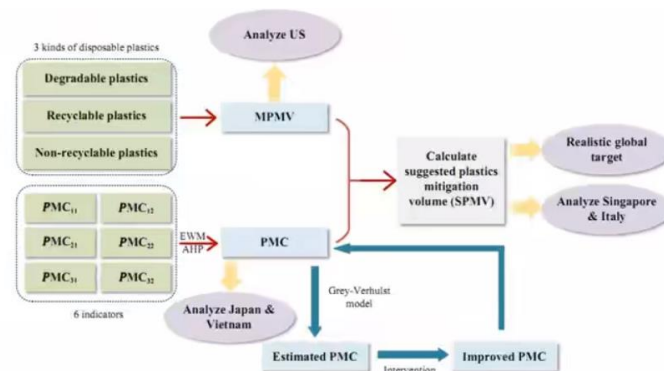 Analyze US
3 kinds of disposable plastics
Degradable plastics
Recyclable plastics
Non-recyclable plastics
MPMV
Calculate
suggested plastics
mitigation
volume (SPMV)
Realistic global
target
Analyze Singapore
& Italy
PMC₁₁
PMC₁₂
PMC₂₁
PMC₂₂
PMC₃₁
PMC₃₂
EWM
AHP
PMC
6 indicators
Analyze Japan &
Vietnam
Grey-Verhulst
model
Estimated PMC
Intervention
Improved PMC